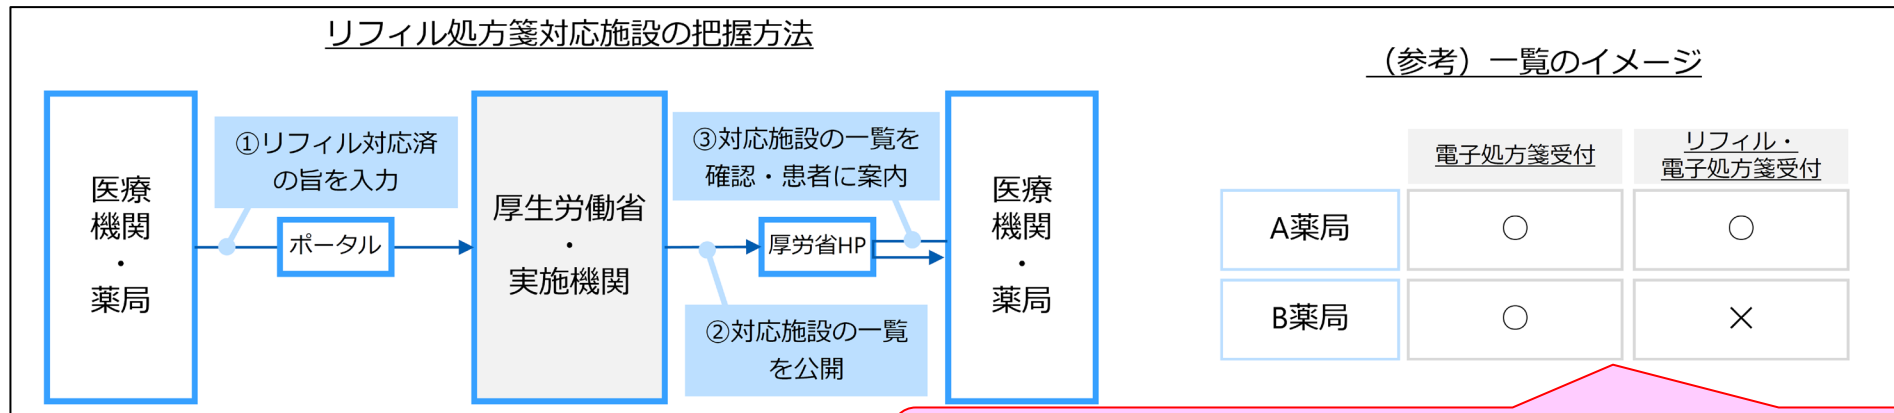 リフィル処方箋対応施設の把握方法
医療
機関
・
薬局
①リフィル対応済
の旨を入力
ポータル
厚生労働省
・
実施機関
③対応施設の一覧を
確認・患者に案内
厚労省HP
②対応施設の一覧
を公開
医療
機関
・
薬局
（参考）一覧のイメージ
電子処方箋受付
リフィル・
電子処方箋受付
A薬局
○
○
B薬局
○
×